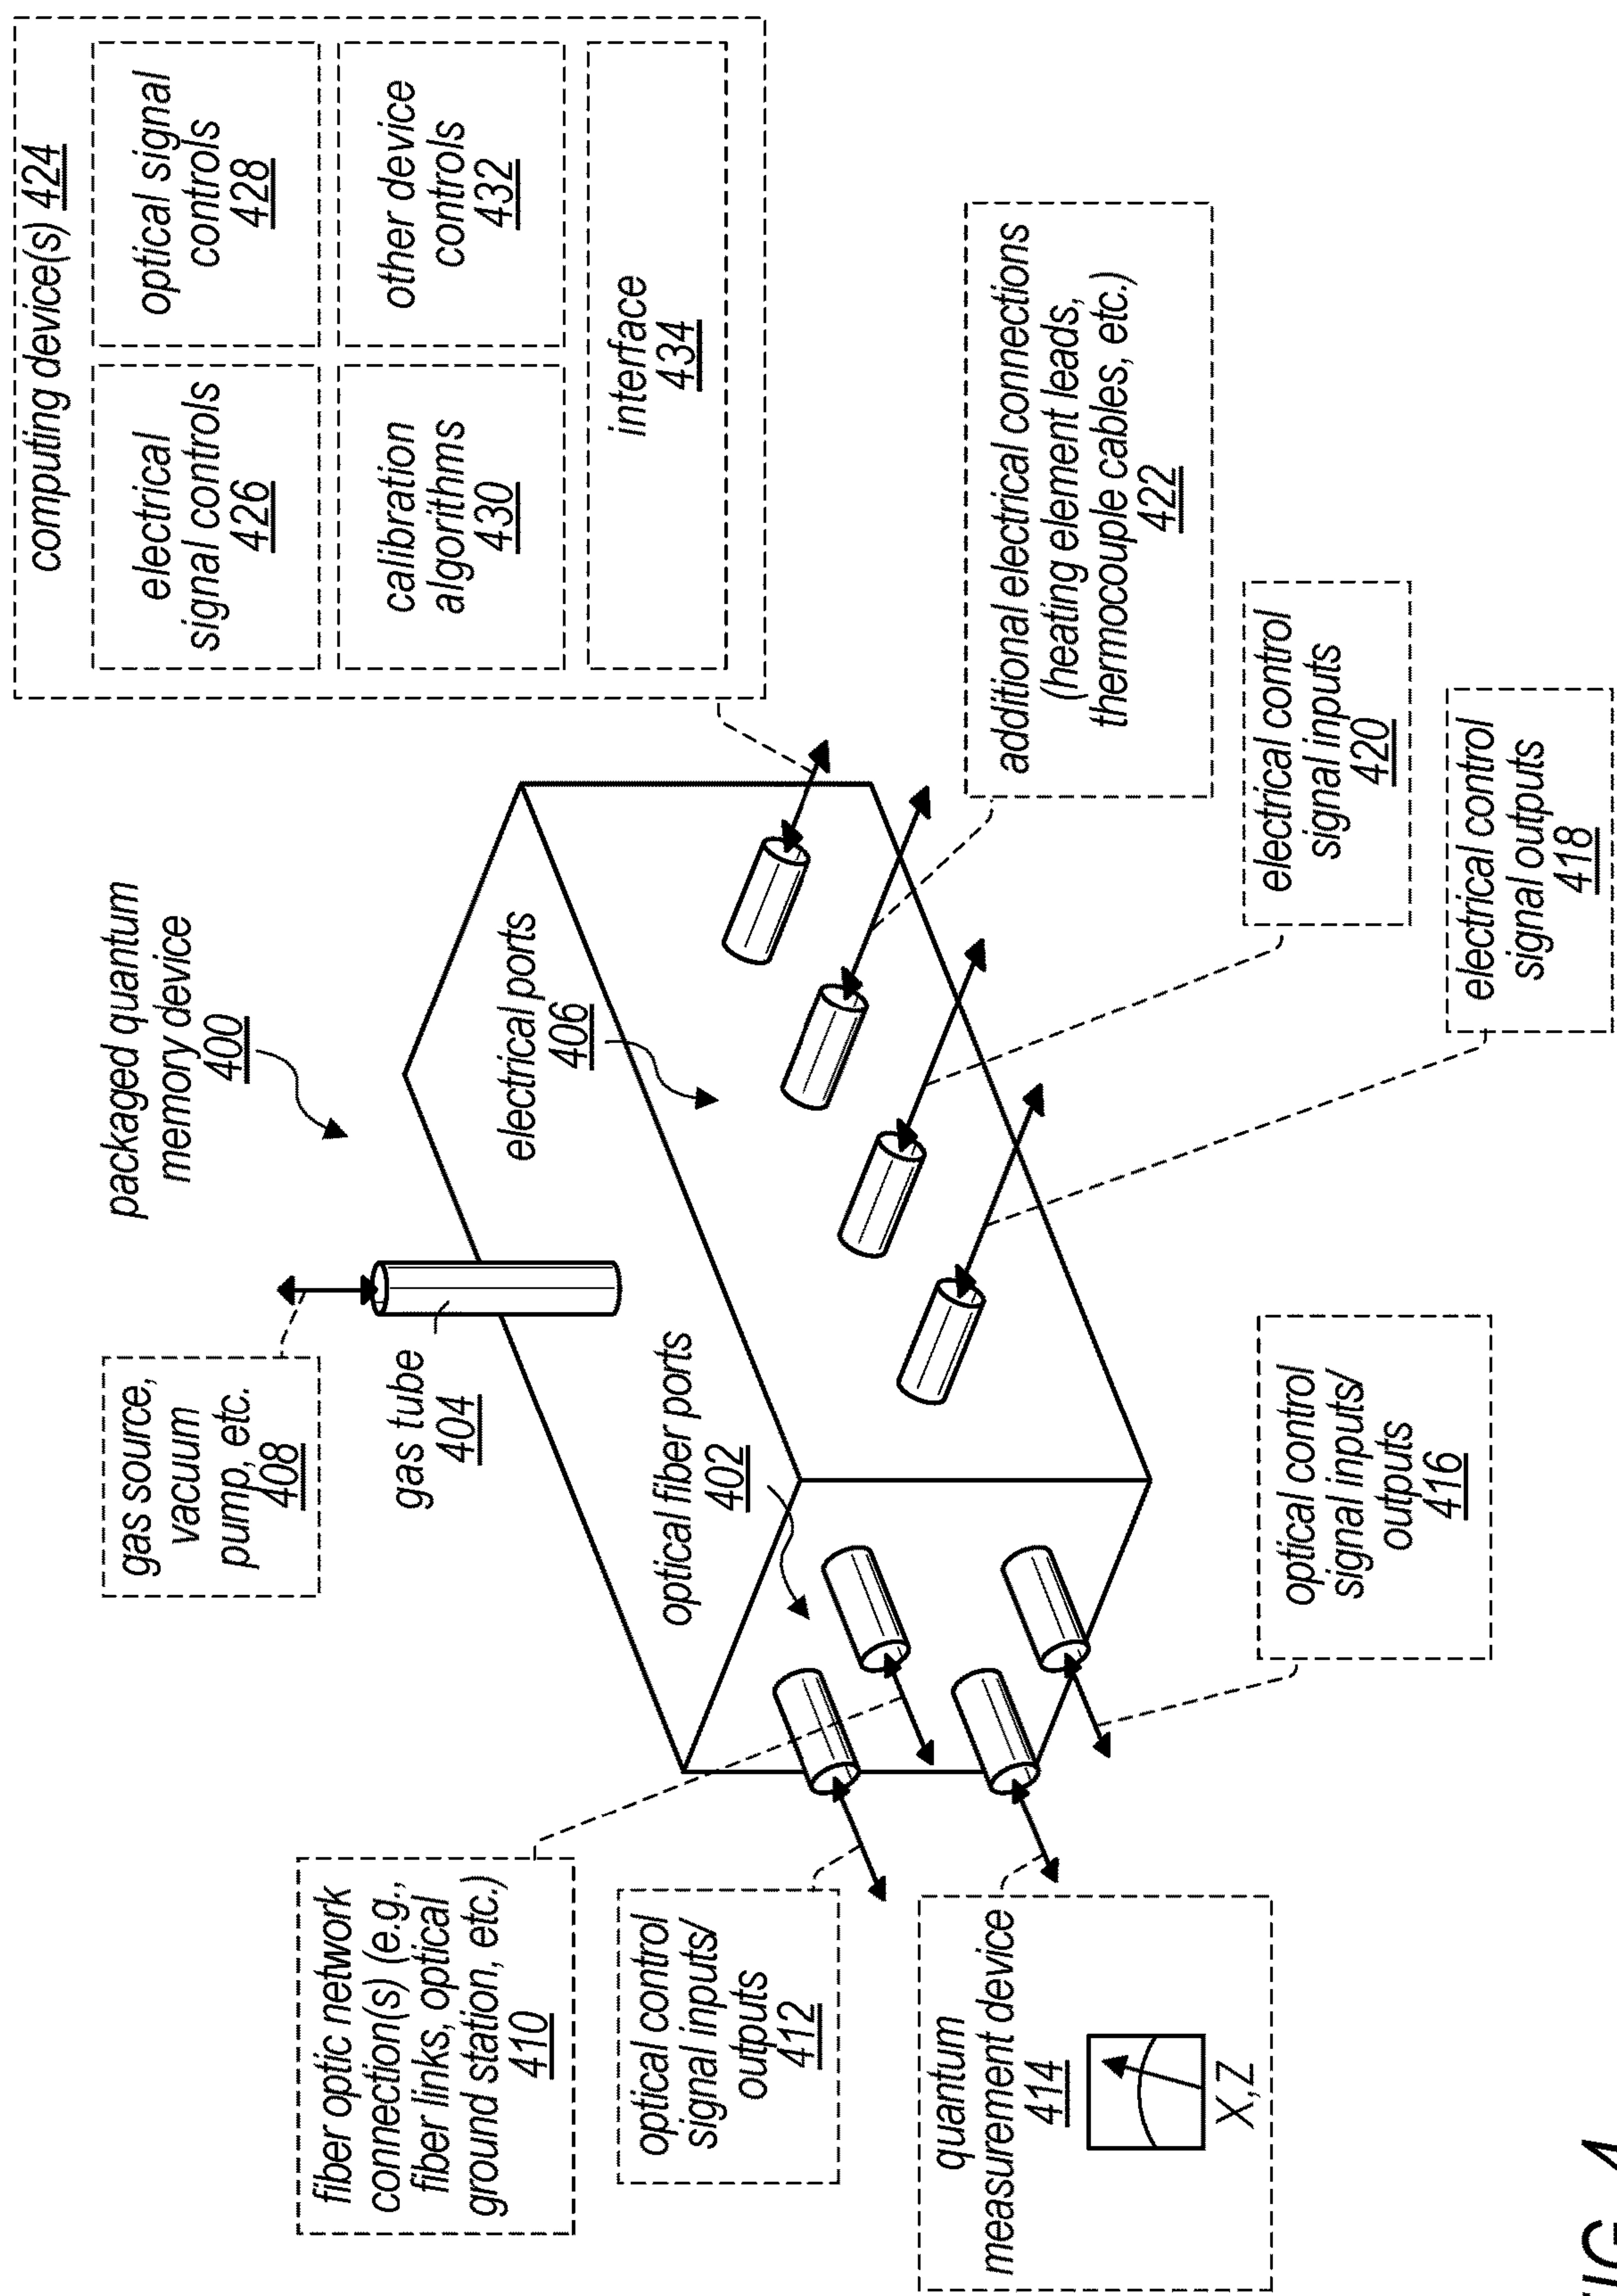 packaged quantum
memory device
400
gas source,
vacuum
pump, etc.
408
gas tube
404
electrical ports
406
optical fiber ports
402
computing device(s) 424
electrical
signal controls
426
optical signal
controls
428
calibration
algorithms
430
other device
controls
432
interface
434
fiber optic network
connection(s) (e.g.,
fiber links, optical
ground station, etc.)
410
optical control
signal inputs/
outputs
412
quantum
measurement device
414
X,Z
optical control
signal inputs/
outputs
416
additional electrical connections
(heating element leads,
thermocouple cables, etc.)
422
electrical control
signal inputs
420
electrical control
signal outputs
418
FIG. 4